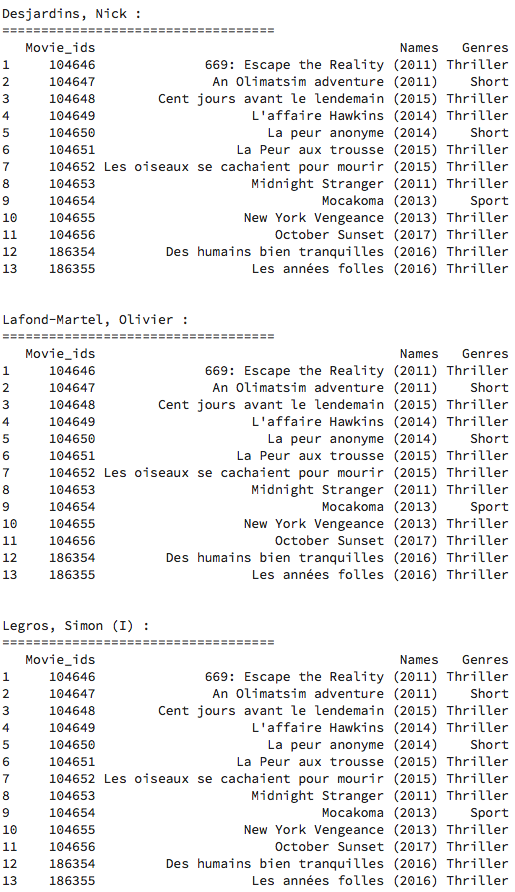 Desjardins, Nick :
===================================
Movie_ids Names Genres
1 104646 669: Escape the Reality (2011) Thriller
2 104647 An Olimatsim adventure (2011) Short
3 104648 Cent jours avant le lendemain (2015) Thriller
4 104649 L'affaire Hawkins (2014) Thriller
5 104650 La peur anonyme (2014) Short
6 104651 La Peur aux trousse (2015) Thriller
7 104652 Les oiseaux se cachaient pour mourir (2015) Thriller
8 104653 Midnight Stranger (2011) Thriller
9 104654 Mocakoma (2013) Sport
10 104655 New York Vengeance (2013) Thriller
11 104656 October Sunset (2017) Thriller
12 186354 Des humains bien tranquilles (2016) Thriller
13 186355 Les années folles (2016) Thriller
Lafond-Martel, Olivier :
===================================
Movie_ids Names Genres
1 104646 669: Escape the Reality (2011) Thriller
2 104647 An Olimatsim adventure (2011) Short
3 104648 Cent jours avant le lendemain (2015) Thriller
4 104649 L'affaire Hawkins (2014) Thriller
5 104650 La peur anonyme (2014) Short
6 104651 La Peur aux trousse (2015) Thriller
7 104652 Les oiseaux se cachaient pour mourir (2015) Thriller
8 104653 Midnight Stranger (2011) Thriller
9 104654 Mocakoma (2013) Sport
10 104655 New York Vengeance (2013) Thriller
11 104656 October Sunset (2017) Thriller
12 186354 Des humains bien tranquilles (2016) Thriller
13 186355 Les années folles (2016) Thriller
Legros, Simon (I) :
===================================
Movie_ids Names Genres
1 104646 669: Escape the Reality (2011) Thriller
2 104647 An Olimatsim adventure (2011) Short
3 104648 Cent jours avant le lendemain (2015) Thriller
4 104649 L'affaire Hawkins (2014) Thriller
5 104650 La peur anonyme (2014) Short
6 104651 La Peur aux trousse (2015) Thriller
7 104652 Les oiseaux se cachaient pour mourir (2015) Thriller
8 104653 Midnight Stranger (2011) Thriller
9 104654 Mocakoma (2013) Sport
10 104655 New York Vengeance (2013) Thriller
11 104656 October Sunset (2017) Thriller
12 186354 Des humains bien tranquilles (2016) Thriller
13 186355 Les années folles (2016) Thriller